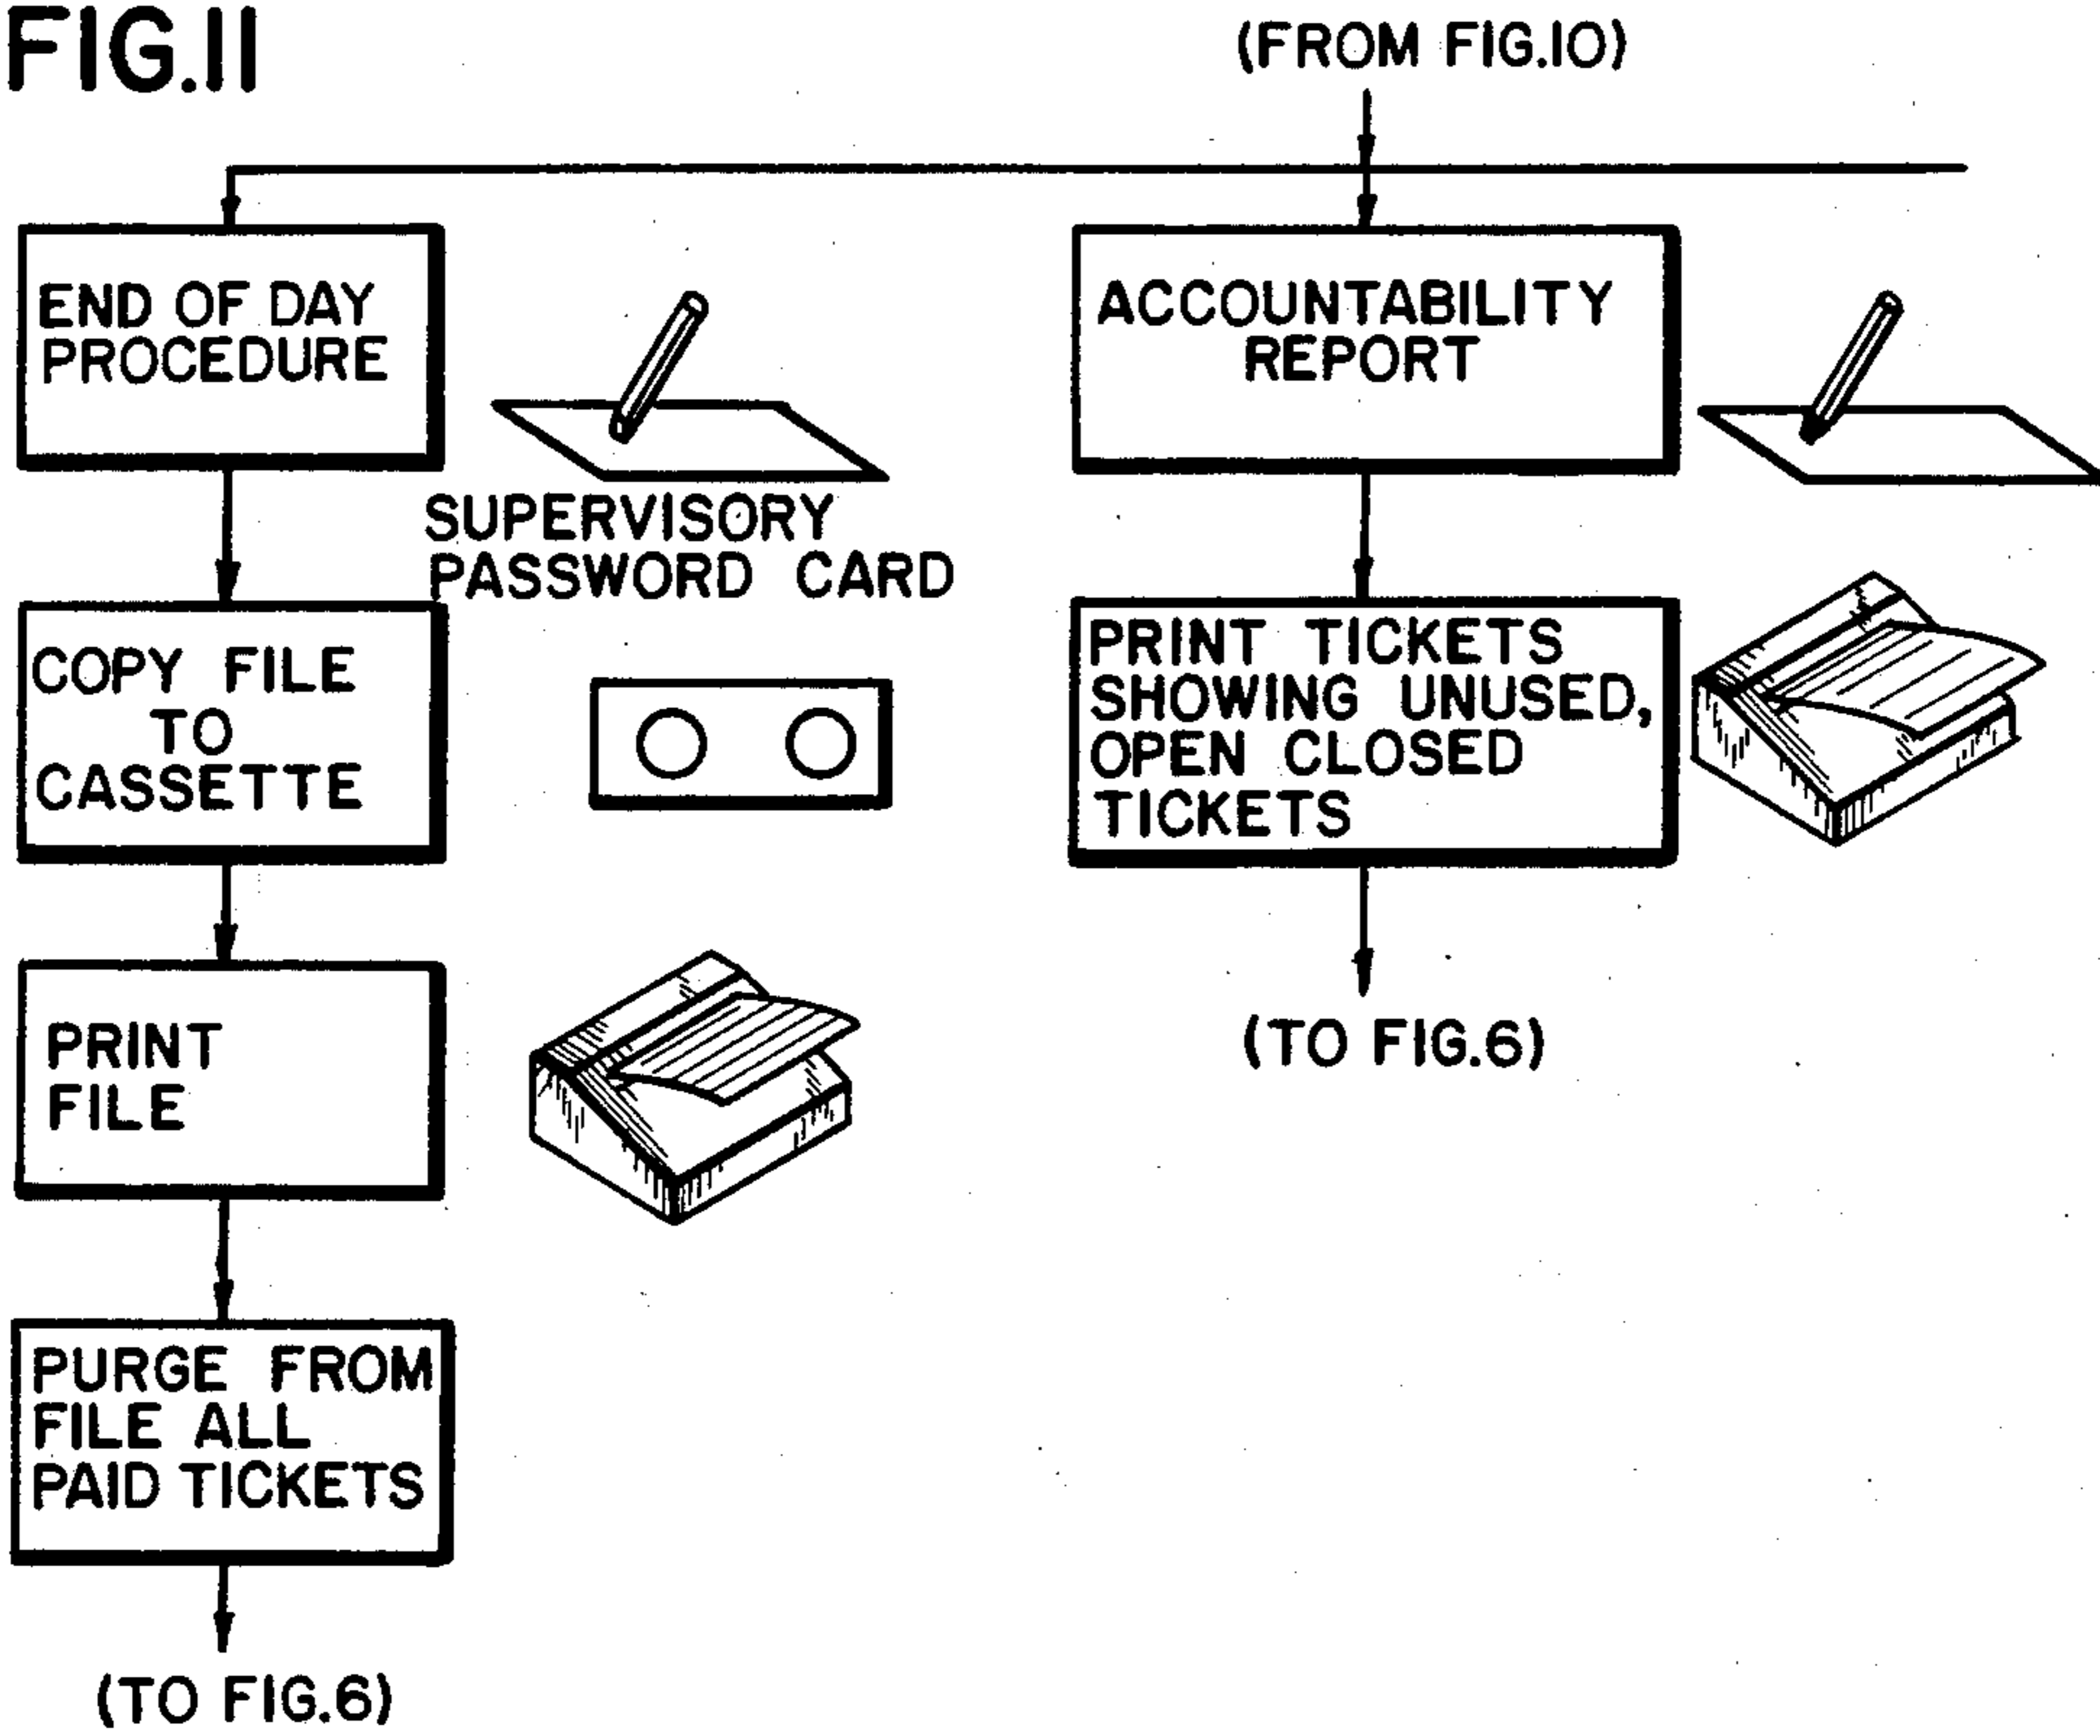 FIG.11
(FROM FIG.10)
END OF DAY
PROCEDURE
SUPERVISORY
PASSWORD CARD
COPY FILE
TO
CASSETTE
PRINT
FILE
PURGE FROM
FILE ALL
PAID TICKETS
(TO FIG.6)
ACCOUNTABILITY
REPORT
PRINT TICKETS
SHOWING UNUSED,
OPEN CLOSED
TICKETS
(TO FIG.6)